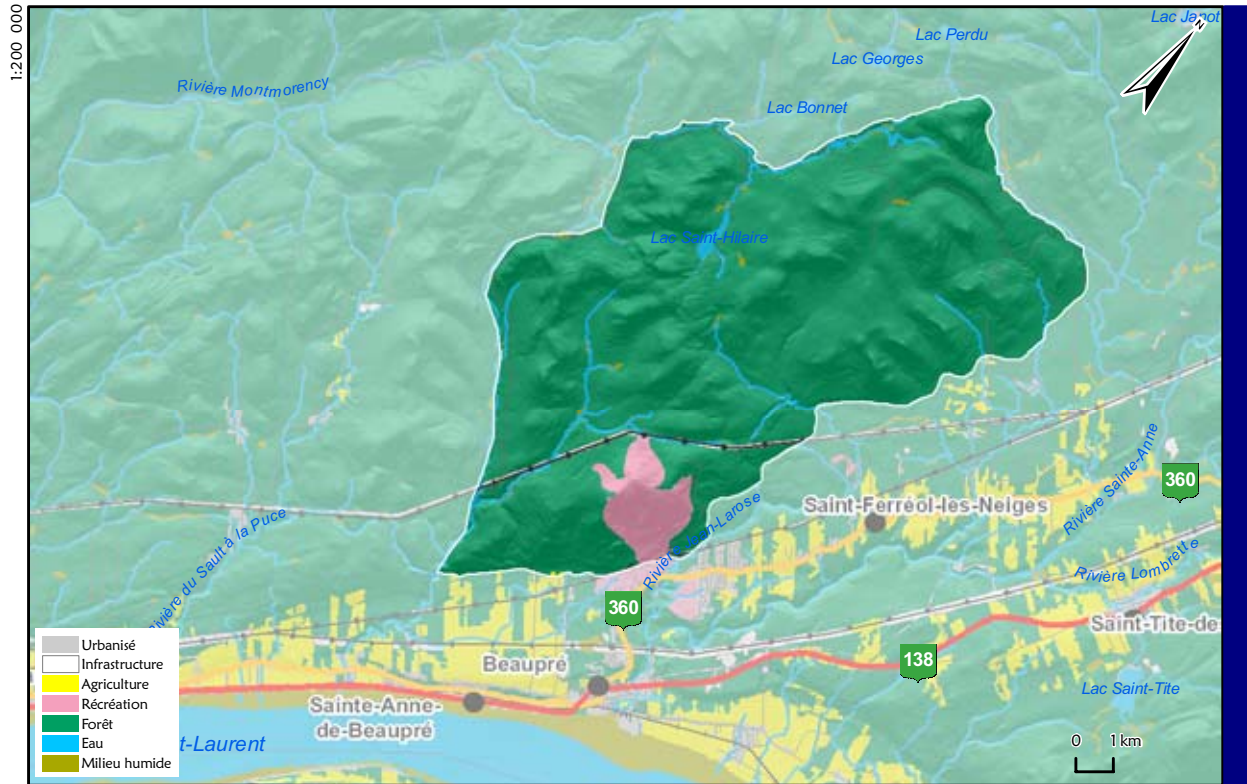 1:200 000
Lac Japot
N
Lac Perdu
Lac Georges
Rivière Montmorency
Lac Bonnet
Lac Saint-Hilaire
360
Rivière Sainte-Anne
Saint-Ferréol-les-Neiges
Rivière Jean-Larose
Rivière du Sault à la Puce
Rivière Lombrette
360
Saint-Tite-de-
138
Beaupré
Lac Saint-Tite
Sainte-Anne-
de-Beaupré
t-Laurent
0 1 km
Urbanisé
Infrastructure
Agriculture
Récréation
Forêt
Eau
Milieu humide